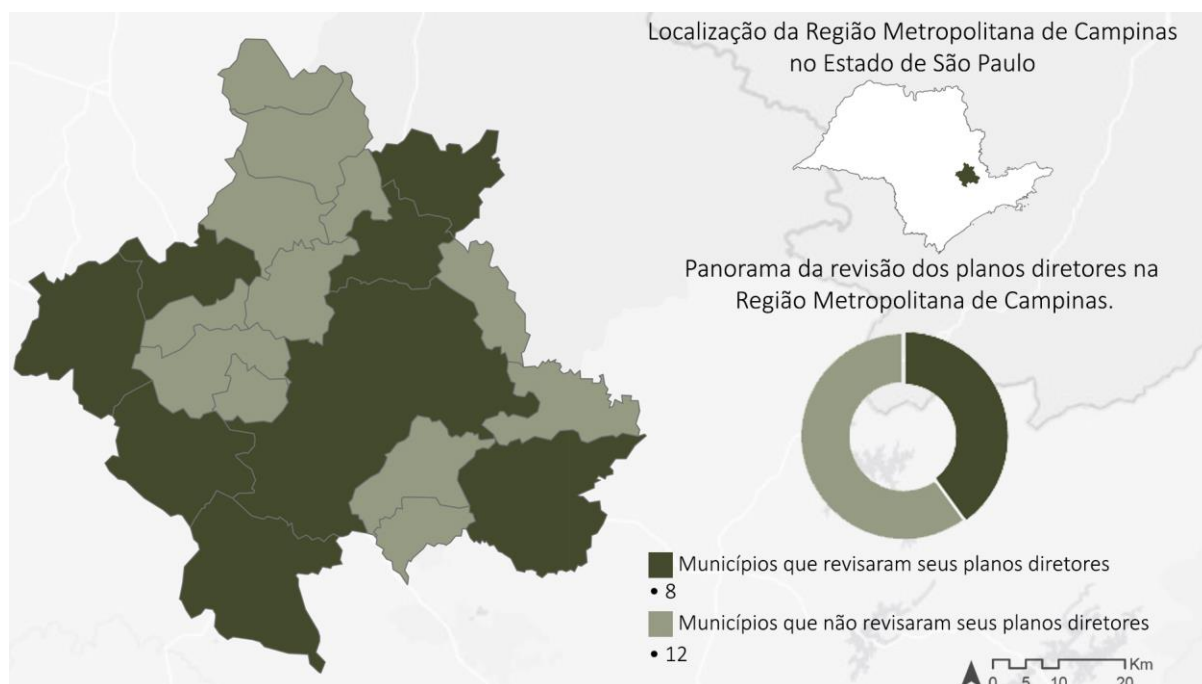 Localização da Região Metropolitana de Campinas
no Estado de São Paulo
Panorama da revisão dos planos diretores na
Região Metropolitana de Campinas.
Municípios que revisaram seus planos diretores
• 8
Municípios que não revisaram seus planos diretores
• 12
Km
0 5 10 20